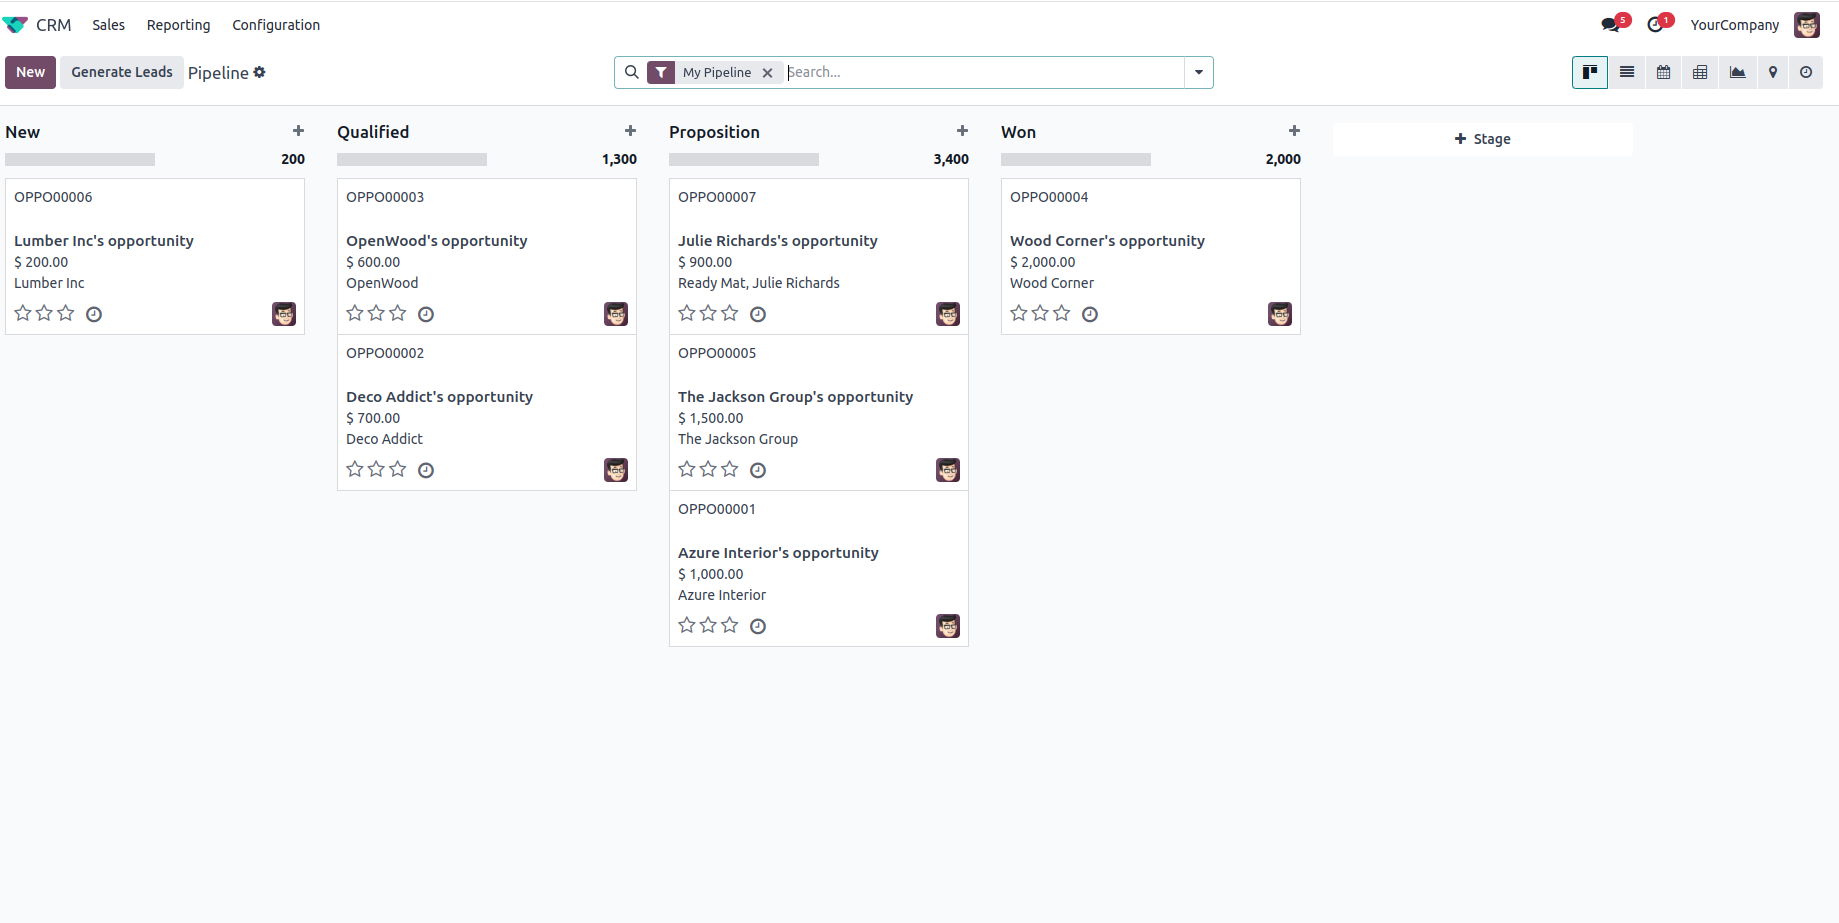 CRM Sales Reporting Configuration 5 1 YourCompany
New Generate Leads Pipeline My Pipeline Search...
New
200
OPPO00006
Lumber Inc's opportunity
$ 200.00
Lumber Inc
Qualified
1,300
OPPO00003
OpenWood's opportunity
$ 600.00
OpenWood
OPPO00002
Deco Addict's opportunity
$ 700.00
Deco Addict
Proposition
3,400
OPPO00007
Julie Richards's opportunity
$ 900.00
Ready Mat, Julie Richards
OPPO00005
The Jackson Group's opportunity
$ 1,500.00
The Jackson Group
OPPO00001
Azure Interior's opportunity
$ 1,000.00
Azure Interior
Won
2,000
OPPO00004
Wood Corner's opportunity
$ 2,000.00
Wood Corner
Stage